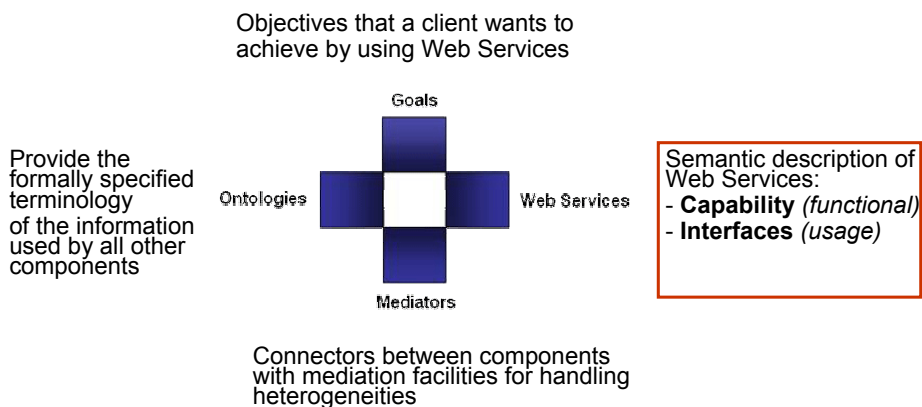 Objectives that a client wants to
achieve by using Web Services
Goals
Provide the
formally specified
terminology
of the information
used by all other
components
Ontologies
Web Services
Semantic description of
Web Services:
- Capability (functional)
- Interfaces (usage)
Mediators
Connectors between components
with mediation facilities for handling
heterogeneities